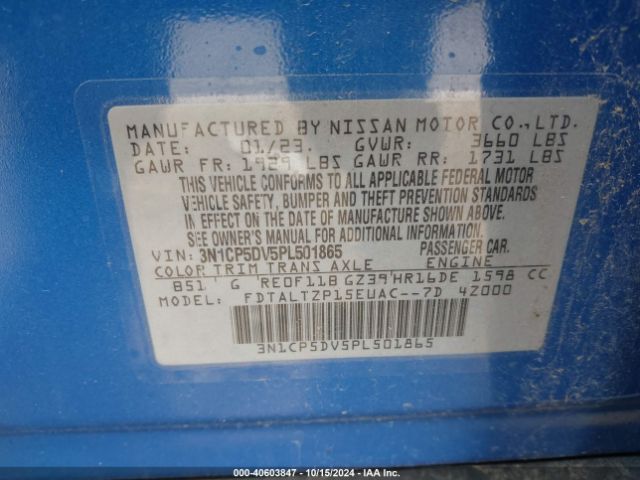 MANUFACTURED BY NISSAN MOTOR CO., LTD.
DATE: 01/23. GVWR: 3660 LBS
GAWR FR: 1929 LBS GAWR RR: 1731 LBS
THIS VEHICLE CONFORMS TO ALL APPLICABLE FEDERAL MOTOR
VEHICLE SAFETY, BUMPER AND THEFT PREVENTION STANDARDS
IN EFFECT ON THE DATE OF MANUFACTURE SHOWN ABOVE.
SEE OWNER'S MANUAL FOR ADDITIONAL INFORMATION.
VIN: 3N1CP5DV5PL501865 PASSENGER CAR.
COLOR TRIM TRANS AXLE ENGINE
B51 G RE0F11B GZ39 HR16DE 1598 CC
MODEL: FDTALTZP15EUAC--7D 4Z000
3N1CP5DV5PL501865
000-40603847 - 10/15/2024 - IAA Inc.